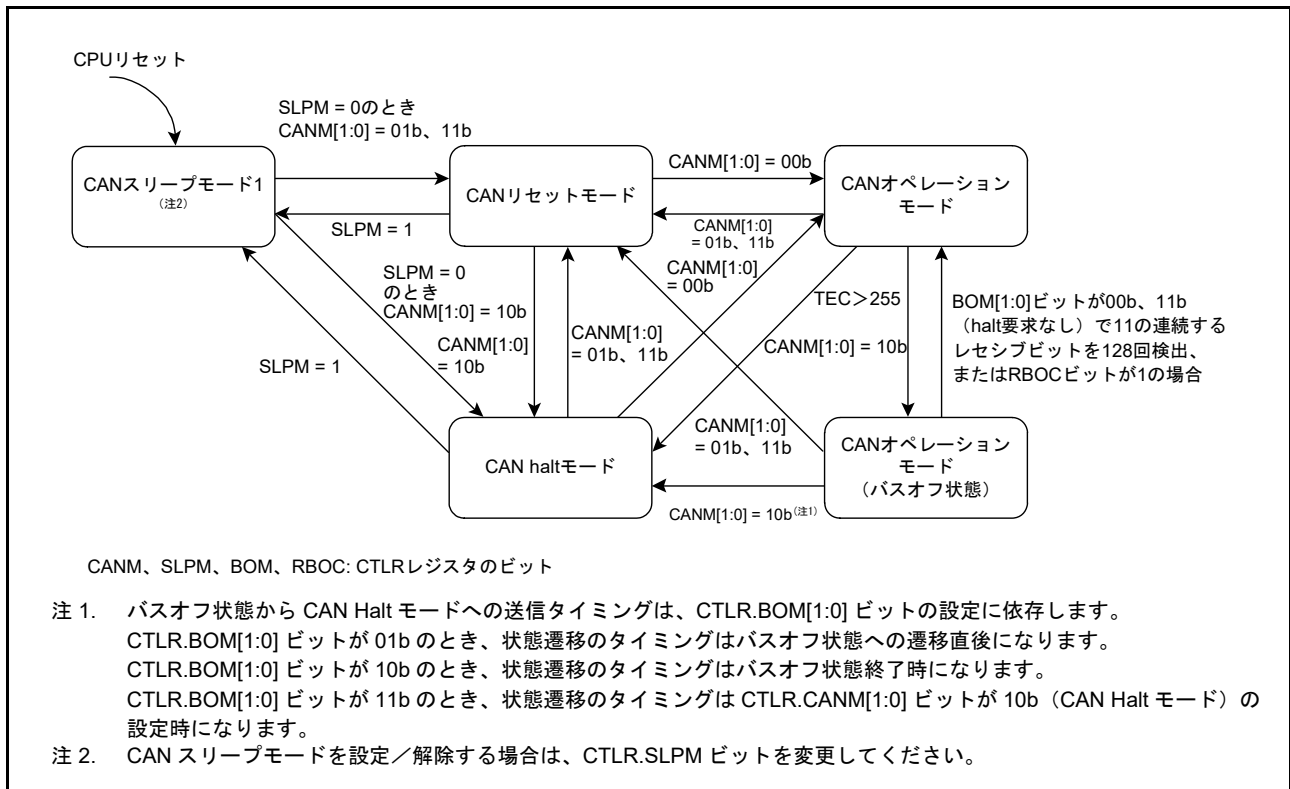 CPUリセット
SLPM = 0のとき
CANM[1:0] = 01b、11b
CANスリープモード1
（注2）
CANリセットモード
CANM[1:0] = 00b
CANオペレーション
モード
SLPM = 1
CANM[1:0]
= 01b、11b
SLPM = 0
のとき
CANM[1:0] = 10b
CANM[1:0]
= 00b
TEC＞255
BOM[1:0]ビットが00b、11b
（halt要求なし）で11の連続する
レセシブビットを128回検出、
またはRBOCビットが1の場合
CANM[1:0]
= 10b
CANM[1:0]
= 01b、11b
CANM[1:0] = 10b
SLPM = 1
CAN haltモード
CANM[1:0]
= 01b、11b
CANオペレーション
モード
（バスオフ状態）
CANM[1:0] = 10b（注1）
CANM、SLPM、BOM、RBOC: CTLRレジスタのビット
注 1. バスオフ状態から CAN Halt モードへの送信タイミングは、CTLR.BOM[1:0] ビットの設定に依存します。
CTLR.BOM[1:0] ビットが 01b のとき、状態遷移のタイミングはバスオフ状態への遷移直後になります。
CTLR.BOM[1:0] ビットが 10b のとき、状態遷移のタイミングはバスオフ状態終了時になります。
CTLR.BOM[1:0] ビットが 11b のとき、状態遷移のタイミングは CTLR.CANM[1:0] ビットが 10b（CAN Halt モード）の
設定時になります。
注 2. CAN スリープモードを設定／解除する場合は、CTLR.SLPM ビットを変更してください。